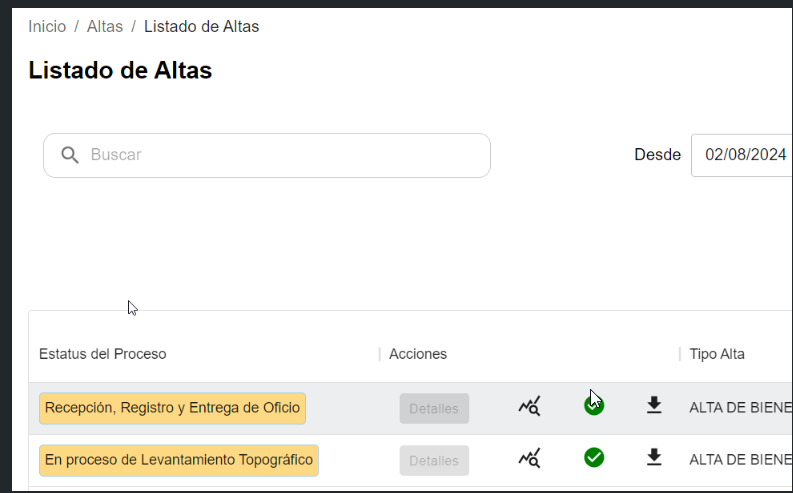 Inicio / Altas / Listado de Altas
Listado de Altas
Buscar
Desde 02/08/2024
Estatus del Proceso Acciones Tipo Alta
Recepción, Registro y Entrega de Oficio Detalles ALTA DE BIENE
En proceso de Levantamiento Topográfico Detalles ALTA DE BIENE